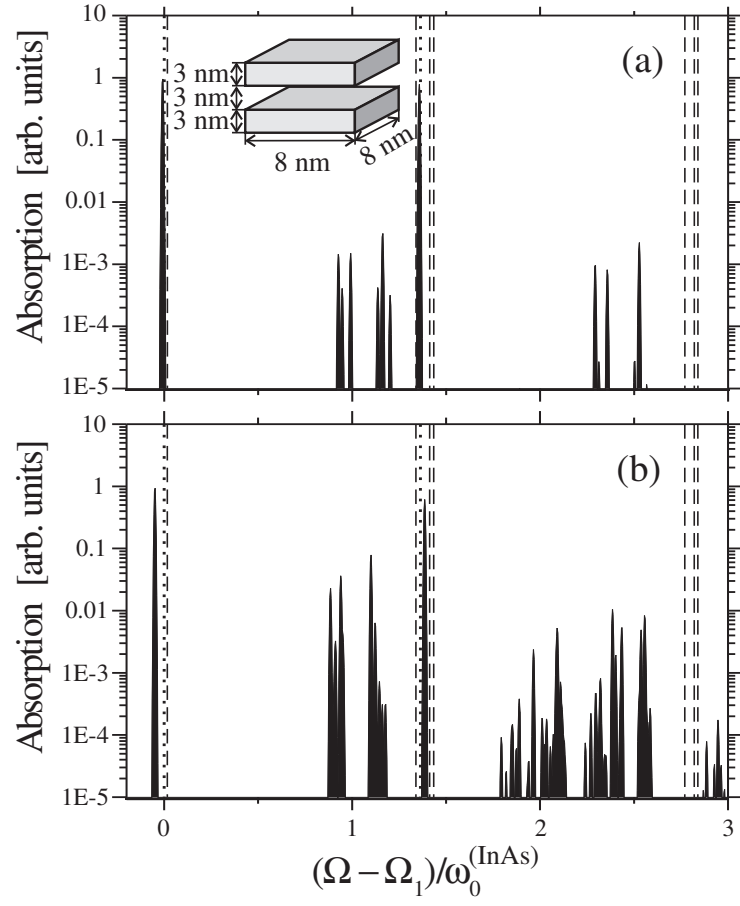 10
1
0.1
0.01
1E-3
1E-4
1E-5
Absorption [arb. units]
(a)
3 nm
3 nm
3 nm
8 nm
8 nm
10
1
0.1
0.01
1E-3
1E-4
1E-5
Absorption [arb. units]
(b)
0 1 2 3
(Ω − Ω₁)/ω₀^(InAs)